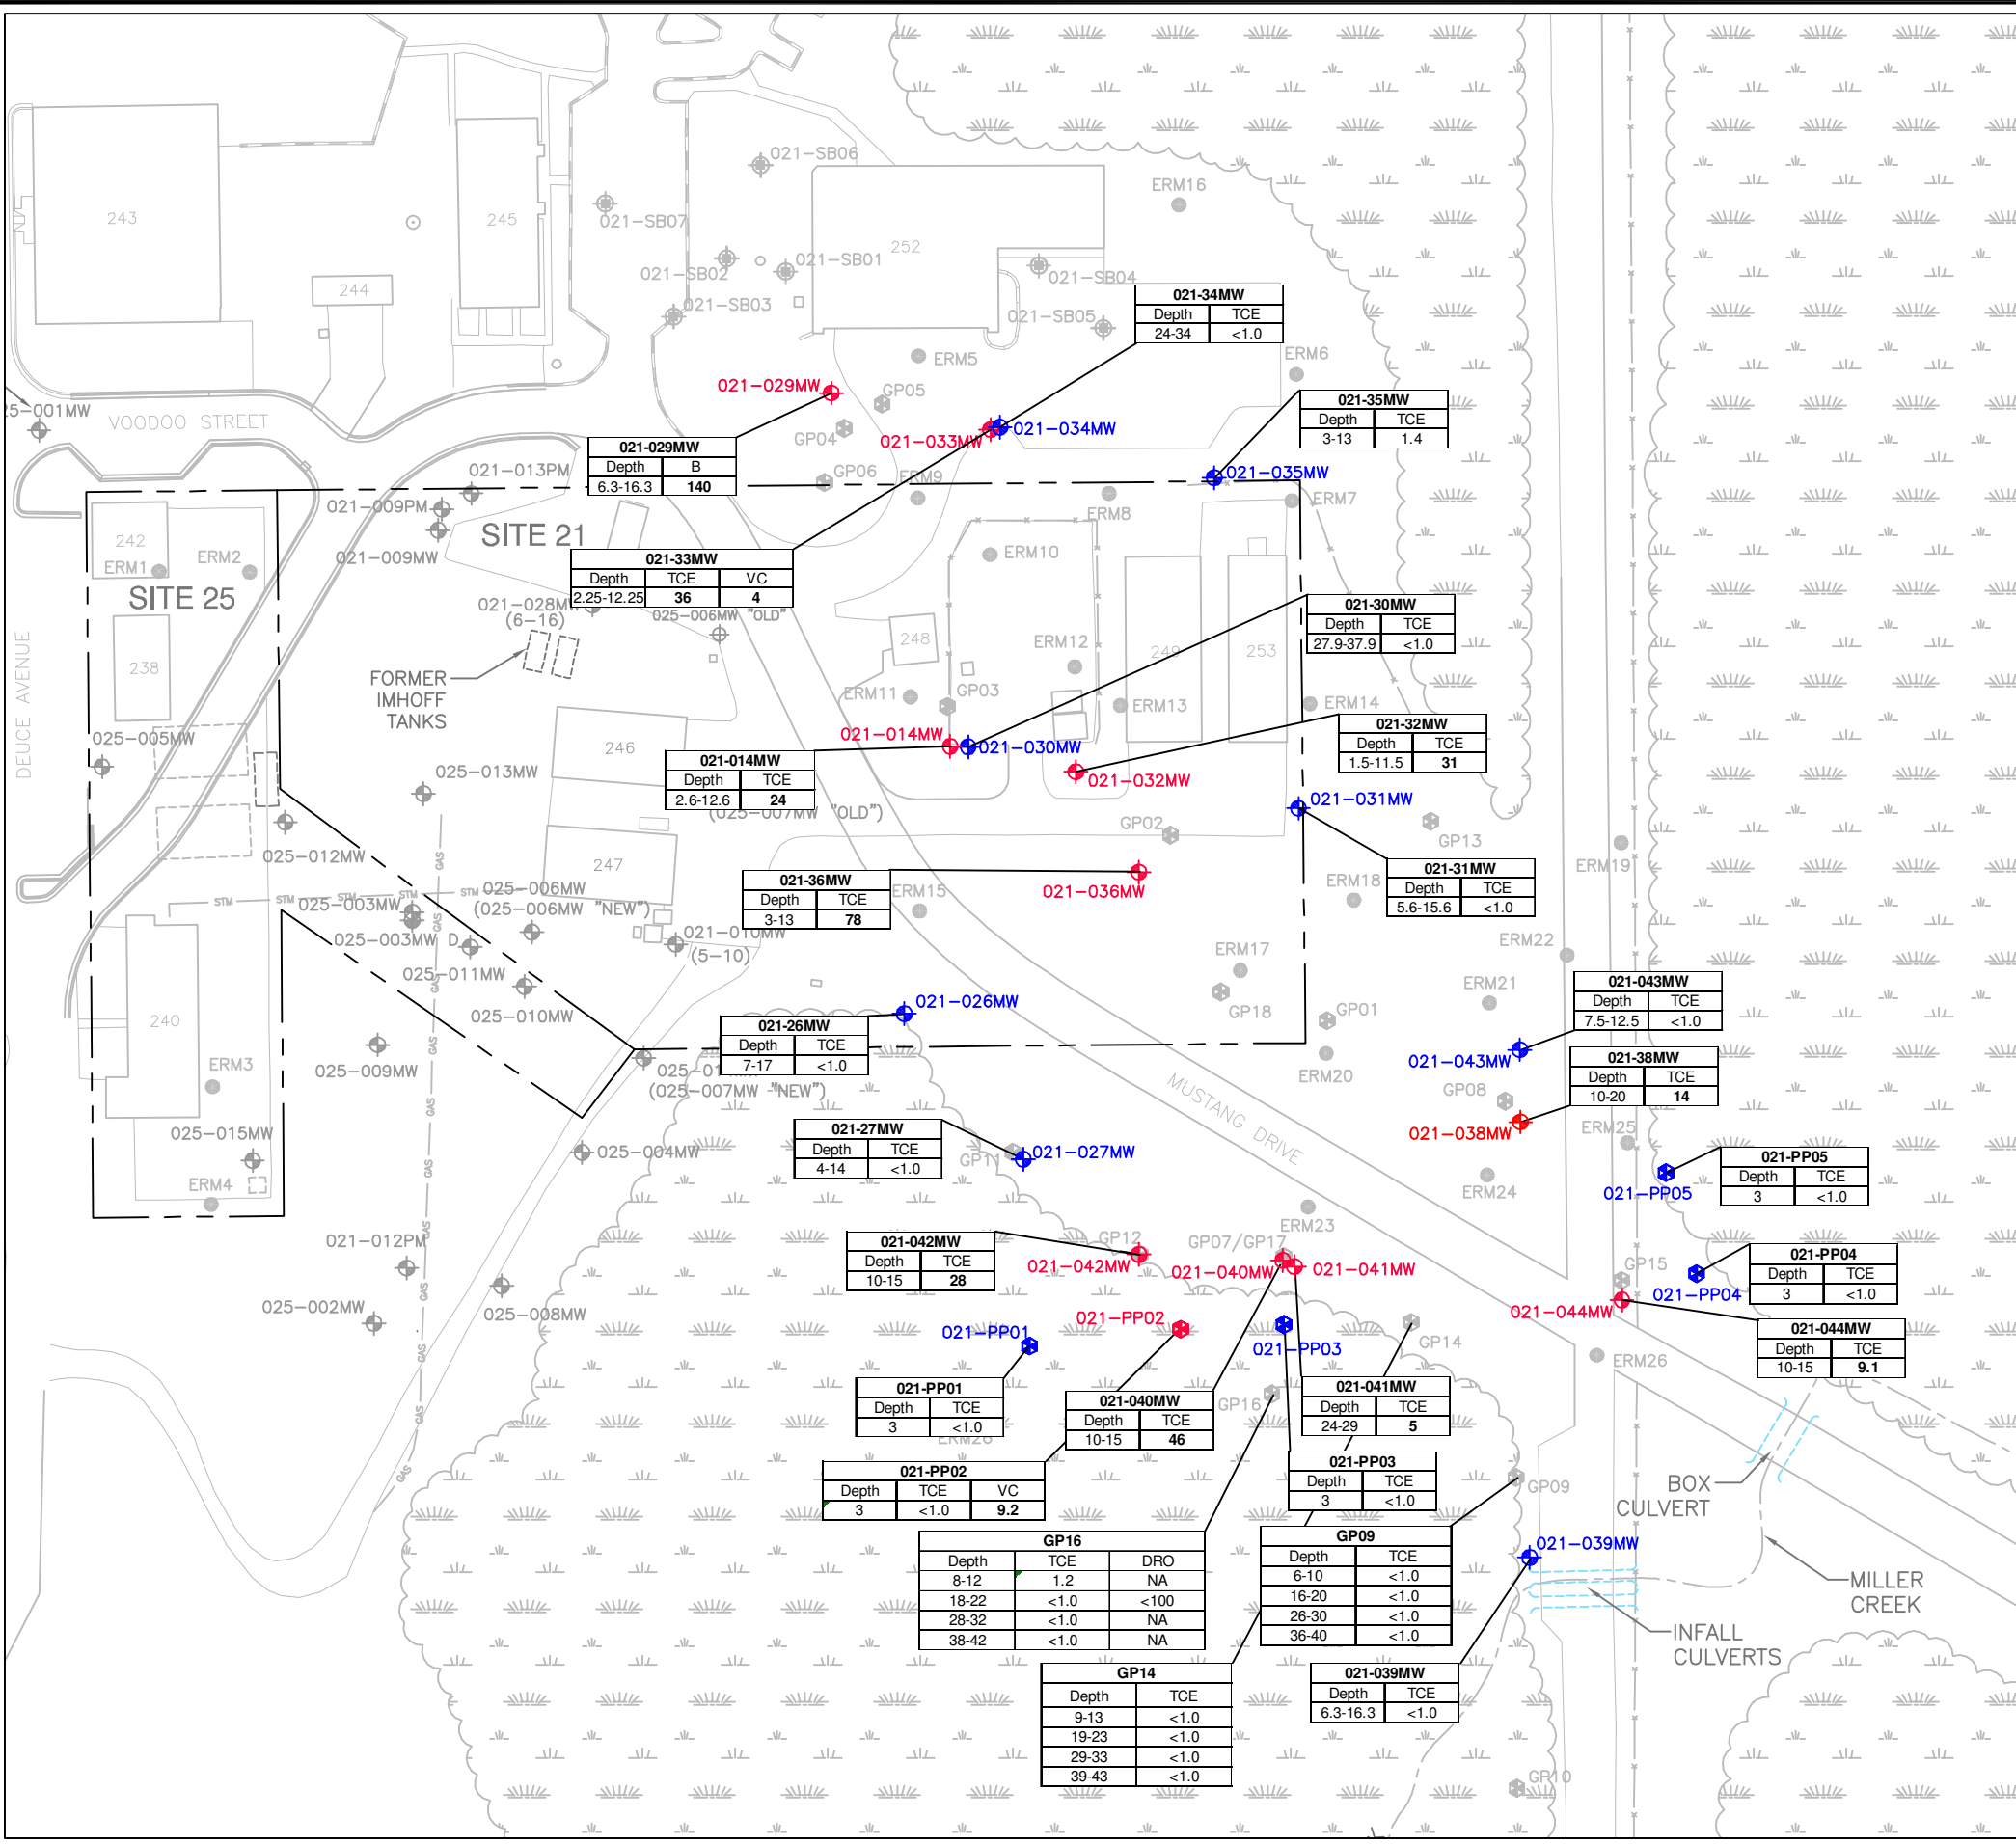 243
245
244
252
021-SB06
021-SB07
021-SB02
021-SB01
021-SB03
021-SB04
021-SB05
ERM16
021-34MW
Depth TCE
24-34 <1.0
ERM5
ERM6
GP05
GP04
GP06
021-029MW
021-033MW
021-034MW
021-35MW
Depth TCE
3-13 1.4
25-001MW
VOODOO STREET
021-029MW
Depth B
6.3-16.3 140
021-035MW
021-013PM
021-009PM
021-009MW
SITE 21
ERM9
ERM8
ERM7
ERM10
242
ERM1
ERM2
SITE 25
021-33MW
Depth TCE VC
2.25-12.25 36 4
021-028MW
(6-16)
025-006MW "OLD"
021-30MW
Depth TCE
27.9-37.9 <1.0
DEUCE AVENUE
238
FORMER
IMHOFF
TANKS
248
ERM12
249
253
ERM11
GP03
ERM13
ERM14
021-32MW
Depth TCE
1.5-11.5 31
025-005MW
246
021-014MW
021-030MW
021-032MW
021-014MW
Depth TCE
2.6-12.6 24
(025-007MW "OLD")
025-013MW
021-031MW
GP02
GP13
025-012MW
247
ERM19
021-36MW
Depth TCE
3-13 78
ERM15
021-036MW
ERM18
021-31MW
Depth TCE
5.6-15.6 <1.0
STM
STM
STM
STM
STM
GAS
GAS
GAS
GAS
GAS
GAS
GAS
GAS
GAS
GAS
GAS
025-003MW
025-006MW
(025-006MW "NEW")
025-003MW D
025-011MW
025-010MW
021-010MW
(5-10)
ERM17
GP18
ERM22
ERM21
GP01
021-043MW
Depth TCE
7.5-12.5 <1.0
240
021-026MW
021-26MW
Depth TCE
7-17 <1.0
025-009MW
ERM3
(025-007MW "NEW")
021-043MW
ERM20
MUSTANG DRIVE
021-38MW
Depth TCE
10-20 14
GP08
021-038MW
ERM25
025-015MW
ERM4
025-004MW
021-27MW
Depth TCE
4-14 <1.0
GP11
021-027MW
ERM24
021-PP05
Depth TCE
3 <1.0
021-PP05
ERM23
021-012PM
025-002MW
025-008MW
021-042MW
Depth TCE
10-15 28
GP12
021-042MW
GP07/GP17
021-040MW
021-041MW
021-PP04
Depth TCE
3 <1.0
GP15
021-PP04
021-044MW
021-PP01
021-PP02
021-PP03
GP14
ERM26
021-044MW
Depth TCE
10-15 9.1
021-PP01
Depth TCE
3 <1.0
021-040MW
Depth TCE
10-15 46
GP16
021-041MW
Depth TCE
24-29 5
021-PP02
Depth TCE VC
3 <1.0 9.2
021-PP03
Depth TCE
3 <1.0
GP09
BOX
CULVERT
GP16
Depth TCE DRO
8-12 1.2 NA
18-22 <1.0 <100
28-32 <1.0 NA
38-42 <1.0 NA
GP09
Depth TCE
6-10 <1.0
16-20 <1.0
26-30 <1.0
36-40 <1.0
021-039MW
MILLER
CREEK
INFALL
CULVERTS
GP14
Depth TCE
9-13 <1.0
19-23 <1.0
29-33 <1.0
39-43 <1.0
021-039MW
Depth TCE
6.3-16.3 <1.0
GP10